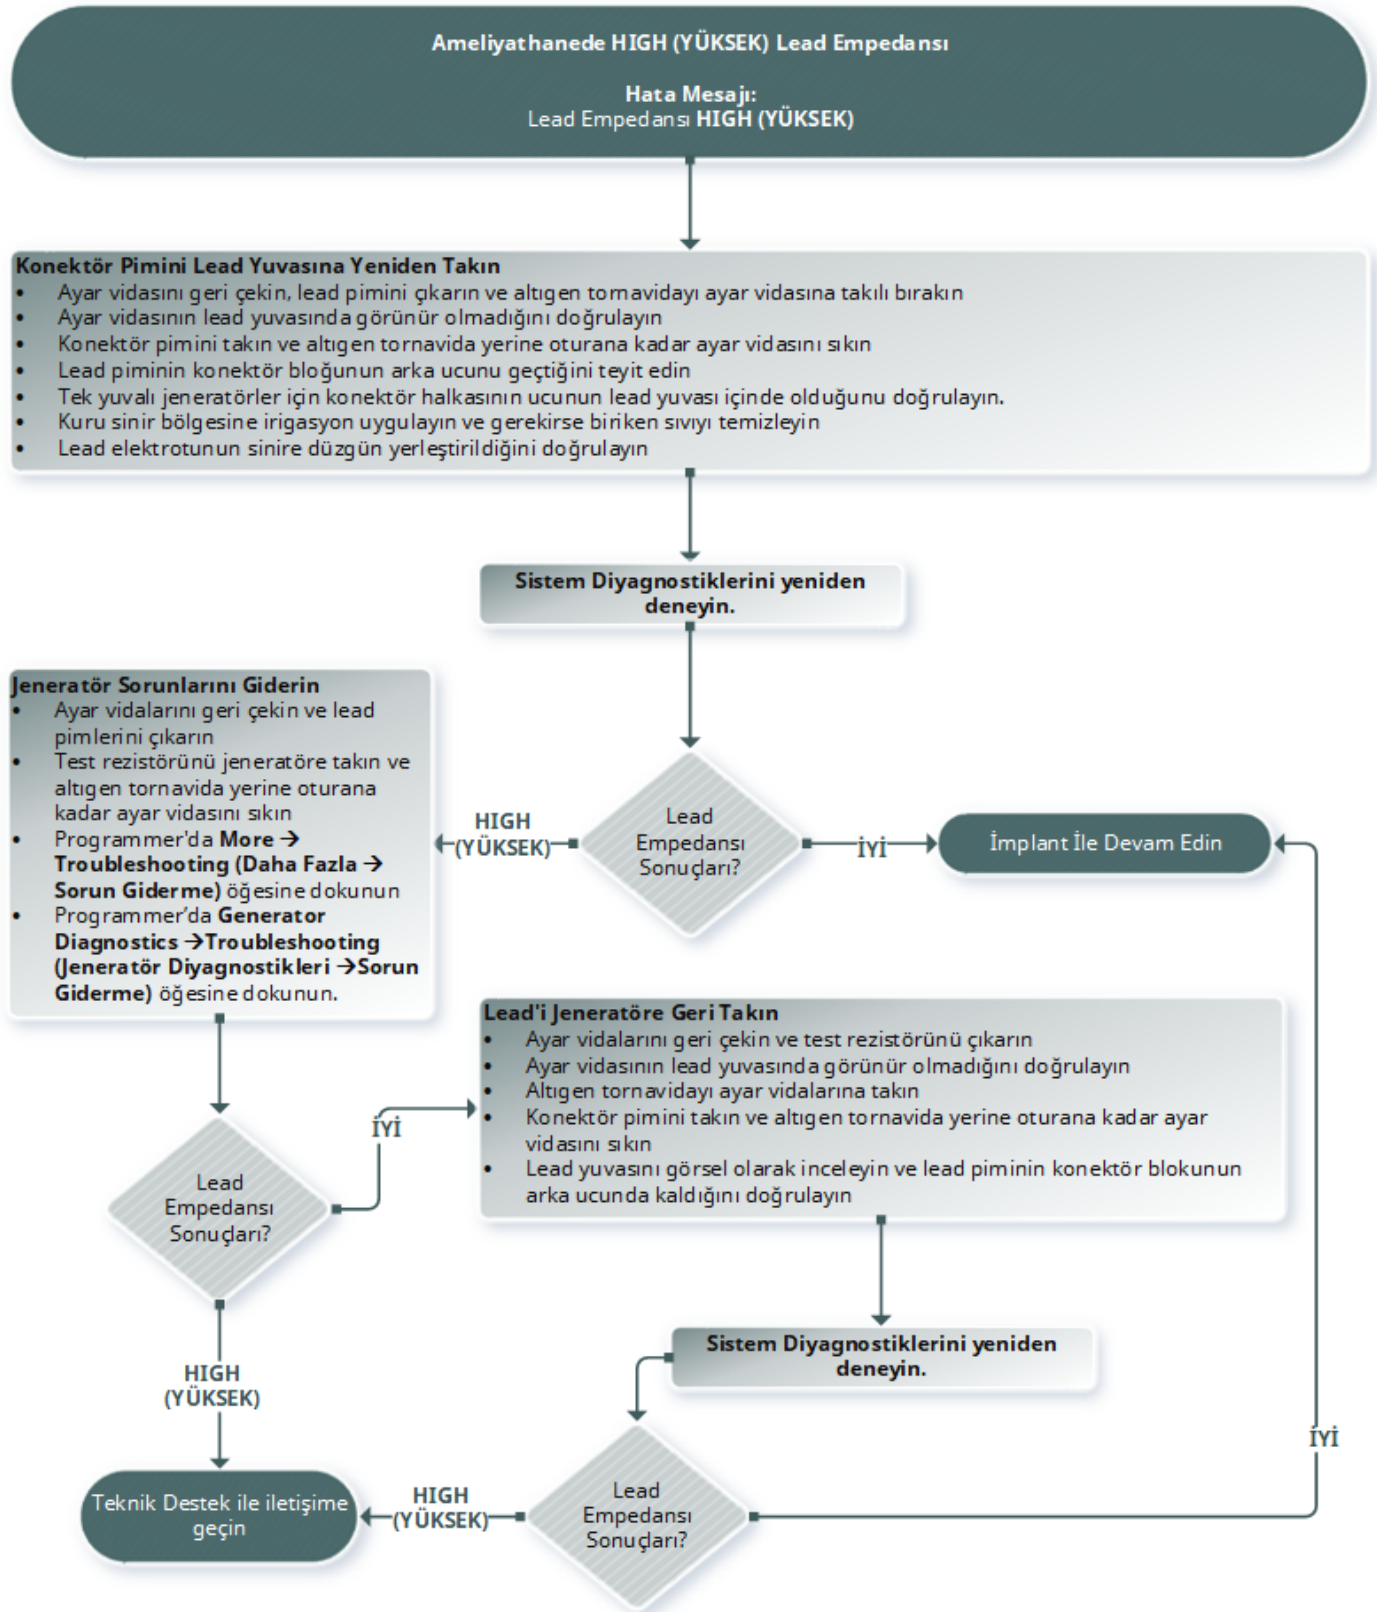 Ameliyathanede HIGH (YÜKSEK) Lead Empedansı
Hata Mesajı:
Lead Empedansı HIGH (YÜKSEK)
Konektör Pimini Lead Yuvasına Yeniden Takın
• Ayar vidasını geri çekin, lead pimini çıkarın ve altıgen tornavidayı ayar vidasına takılı bırakın
• Ayar vidasının lead yuvasında görünür olmadığını doğrulayın
• Konektör pimini takın ve altıgen tornavida yerine oturana kadar ayar vidasını sıkın
• Lead piminin konektör bloğunun arka ucunu geçtiğini teyit edin
• Tek yuvalı jeneratörler için konektör halkasının ucunun lead yuvası içinde olduğunu doğrulayın.
• Kuru sinir bölgesine irigasyon uygulayın ve gerekirse biriken sıvıyı temizleyin
• Lead elektrotunun sinire düzgün yerleştirildiğini doğrulayın
Sistem Diyagnostiklerini yeniden
deneyin.
Jeneratör Sorunlarını Giderin
• Ayar vidalarını geri çekin ve lead
pimlerini çıkarın
• Test rezistörünü jeneratöre takın ve
altıgen tornavida yerine oturana
kadar ayar vidasını sıkın
• Programmer'da More →
Troubleshooting (Daha Fazla →
Sorun Giderme) öğesine dokunun
• Programmer’da Generator
Diagnostics →Troubleshooting
(Jeneratör Diyagnostikleri →Sorun
Giderme) öğesine dokunun.
HIGH
(YÜKSEK)
Lead
Empedansı
Sonuçları?
İYİ
İmplant İle Devam Edin
Lead'i Jeneratöre Geri Takın
• Ayar vidalarını geri çekin ve test rezistörünü çıkarın
• Ayar vidasının lead yuvasında görünür olmadığını doğrulayın
• Altıgen tornavidayı ayar vidalarına takın
• Konektör pimini takın ve altıgen tornavida yerine oturana kadar ayar
vidasını sıkın
• Lead yuvasını görsel olarak inceleyin ve lead piminin konektör blokunun
arka ucunda kaldığını doğrulayın
İYİ
Lead
Empedansı
Sonuçları?
HIGH
(YÜKSEK)
Sistem Diyagnostiklerini yeniden
deneyin.
İYİ
Teknik Destek ile iletişime
geçin
HIGH
(YÜKSEK)
Lead
Empedansı
Sonuçları?